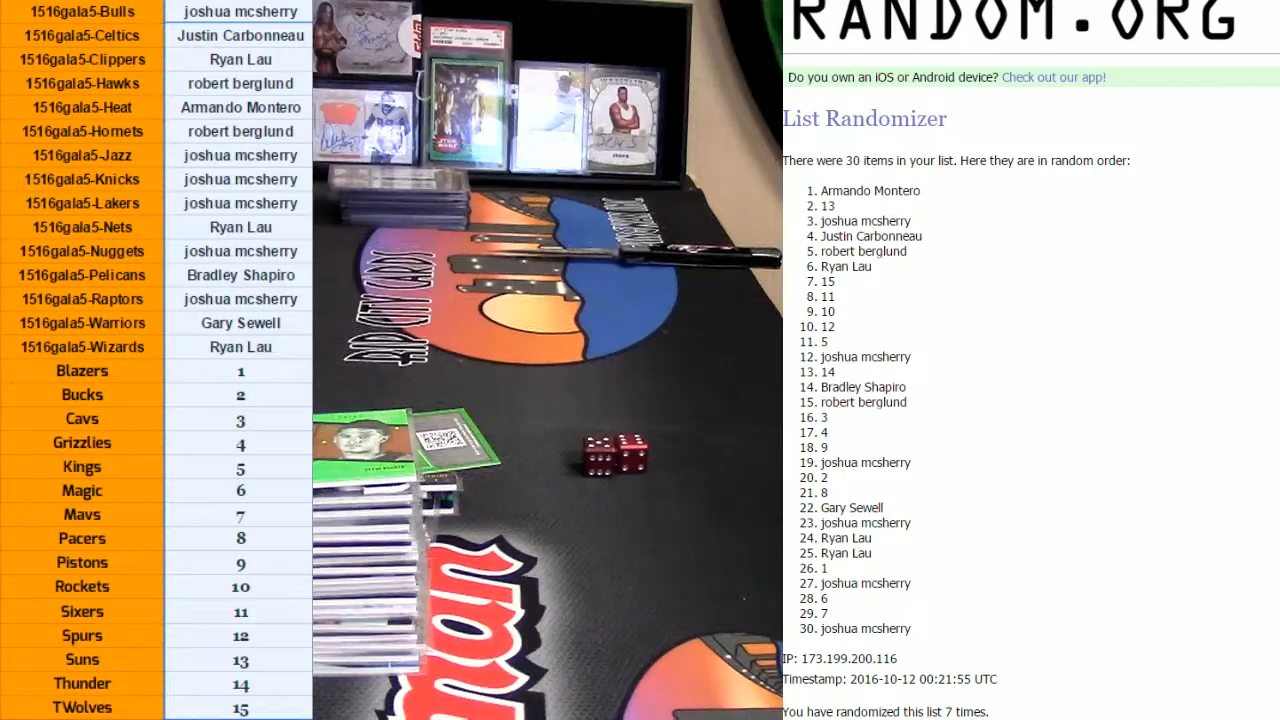 1516gala5-Bulls joshua mcsherry
1516gala5-Celtics Justin Carbonneau
1516gala5-Clippers Ryan Lau
1516gala5-Hawks robert berglund
1516gala5-Heat Armando Montero
1516gala5-Hornets robert berglund
1516gala5-Jazz joshua mcsherry
1516gala5-Knicks joshua mcsherry
1516gala5-Lakers joshua mcsherry
1516gala5-Nets Ryan Lau
1516gala5-Nuggets joshua mcsherry
1516gala5-Pelicans Bradley Shapiro
1516gala5-Raptors joshua mcsherry
1516gala5-Warriors Gary Sewell
1516gala5-Wizards Ryan Lau
Blazers 1
Bucks 2
Cavs 3
Grizzlies 4
Kings 5
Magic 6
Mavs 7
Pacers 8
Pistons 9
Rockets 10
Sixers 11
Spurs 12
Suns 13
Thunder 14
TWolves 15
STAR WARS
RIP CITY CARDS
man
RANDOM.ORG
Do you own an iOS or Android device? Check out our app!
List Randomizer
There were 30 items in your list. Here they are in random order:
1. Armando Montero
2. 13
3. joshua mcsherry
4. Justin Carbonneau
5. robert berglund
6. Ryan Lau
7. 15
8. 11
9. 10
10. 12
11. 5
12. joshua mcsherry
13. 14
14. Bradley Shapiro
15. robert berglund
16. 3
17. 4
18. 9
19. joshua mcsherry
20. 2
21. 8
22. Gary Sewell
23. joshua mcsherry
24. Ryan Lau
25. Ryan Lau
26. 1
27. joshua mcsherry
28. 6
29. 7
30. joshua mcsherry
IP: 173.199.200.116
Timestamp: 2016-10-12 00:21:55 UTC
You have randomized this list 7 times.